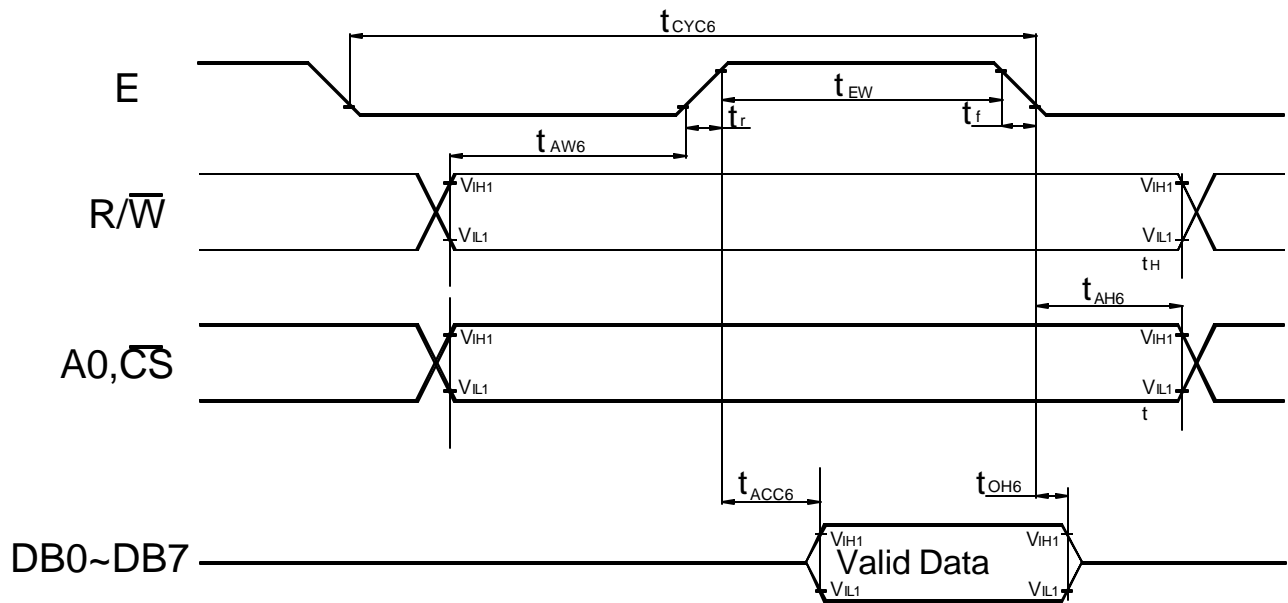 tCYC6
E
tEW
tr
tf
tAW6
R/W̅
VIH1
VIH1
VIL1
VIL1
tH
tAH6
A0,C̅S̅
VIH1
VIH1
VIL1
VIL1
t
tACC6
tOH6
DB0~DB7
VIH1
VIH1
Valid Data
VIL1
VIL1